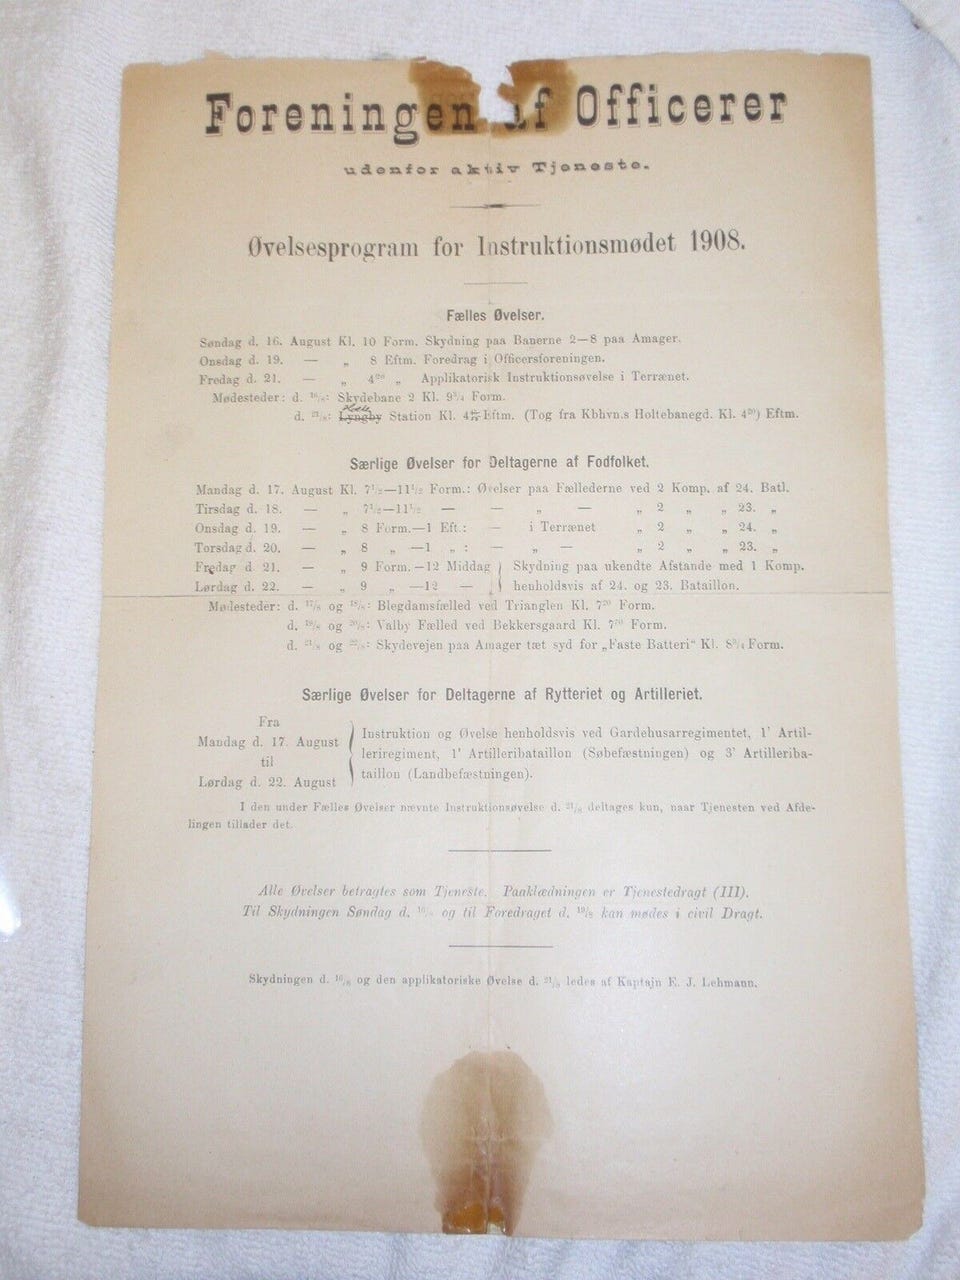 Foreningen af Officerer
udenfor aktiv Tjeneste.
Øvelsesprogram for Instruktionsmødet 1908.
Fælles Øvelser.
Søndag d. 16. August Kl. 10 Form. Skydning paa Banerne 2—8 paa Amager.
Onsdag d. 19. — „ 8 Eftm. Foredrag i Officersforeningen.
Fredag d. 21. — „ 4²⁰ „ Applikatorisk Instruktionsøvelse i Terrænet.
Mødesteder: d. ¹⁶/₈: Skydebane 2 Kl. 9³/₄ Form.
d. ²¹/₈: Lyngby Station Kl. Eftm. (Tog fra Kbhvn.s Holtebanegd. Kl. 4²⁰) Eftm.
Særlige Øvelser for Deltagerne af Fodfolket.
Mandag d. 17. August Kl. 7¹/₂—11¹/₂ Form.: Øvelser paa Fællederne ved 2 Komp. af 24. Batl.
Tirsdag d. 18. — „ 7¹/₂—11¹/₂ — — „ — „ 2 „ „ 23. „
Onsdag d. 19. — „ 8 Form.—1 Eft.: — i Terrænet „ 2 „ „ 24. „
Torsdag d. 20. — „ 8 „ —1 „ : — „ — „ 2 „ „ 23. „
Fredag d. 21. — „ 9 Form.—12 Middag } Skydning paa ukendte Afstande med 1 Komp.
Lørdag d. 22. — „ 9 „ —12 — } henholdsvis af 24. og 23. Bataillon.
Mødesteder: d. ¹⁷/₈ og ¹⁸/₈: Blegdamsfælled ved Trianglen Kl. 7²⁰ Form.
d. ¹⁹/₈ og ²⁰/₈: Valby Fælled ved Bekkersgaard Kl. 7⁵⁰ Form.
d. ²¹/₈ og ²²/₈: Skydevejen paa Amager tæt syd for „Faste Batteri“ Kl. 8³/₄ Form.
Særlige Øvelser for Deltagerne af Rytteriet og Artilleriet.
Fra
Mandag d. 17. August
til
Lørdag d. 22. August
Instruktion og Øvelse henholdsvis ved Gardehusarregimentet, 1' Artil-
leriregiment, 1' Artilleribataillon (Søbefæstningen) og 3' Artilleriba-
taillon (Landbefæstningen).
I den under Fælles Øvelser nævnte Instruktionsøvelse d. ²¹/₈ deltages kun, naar Tjenesten ved Afde-
lingen tillader det.
Alle Øvelser betragtes som Tjeneste. Paaklædningen er Tjenestedragt (III).
Til Skydningen Søndag d. ¹⁶/₈ og til Foredraget d. ¹⁹/₈ kan mødes i civil Dragt.
Skydningen d. ¹⁶/₈ og den applikatoriske Øvelse d. ²¹/₈ ledes af Kaptajn E. J. Lehmann.